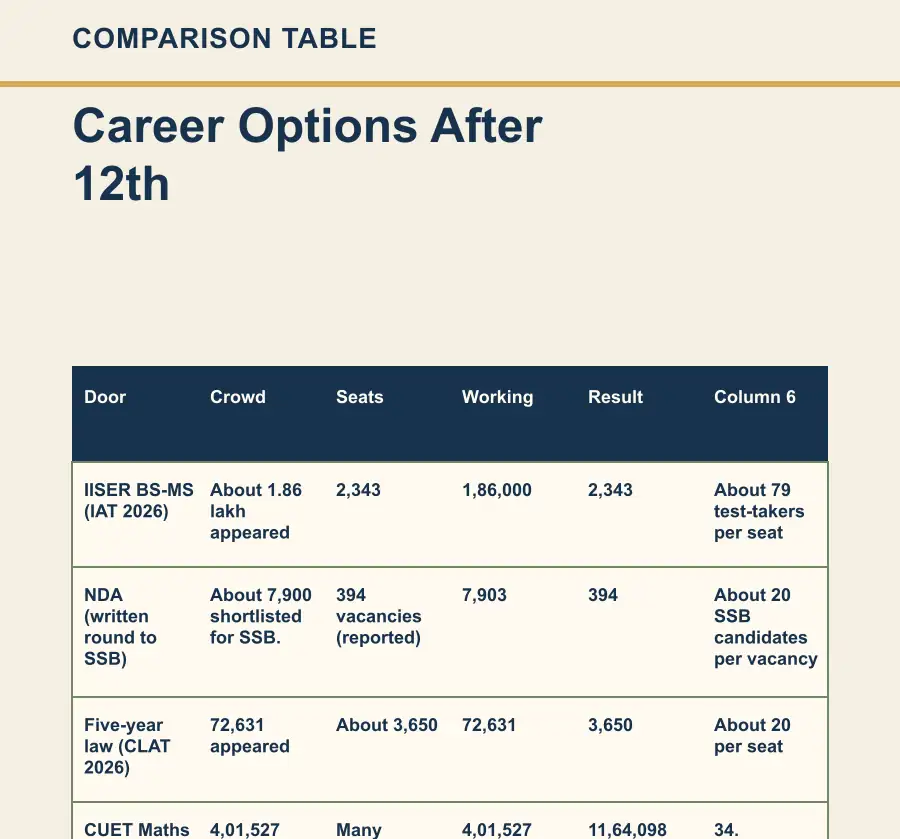 COMPARISON TABLE
Career Options After
12th
Door Crowd Seats Working Result Column 6
IISER BS-MS About 1.86 2,343 1,86,000 2,343 About 79
(IAT 2026) lakh test-takers
appeared per seat
NDA About 7,900 394 7,903 394 About 20
(written shortlisted vacancies SSB
round to for SSB. (reported) candidates
SSB) per vacancy
Five-year 72,631 About 3,650 72,631 3,650 About 20
law (CLAT appeared per seat
2026)
CUET Maths 4,01,527 Many 4,01,527 11,64,098 34.